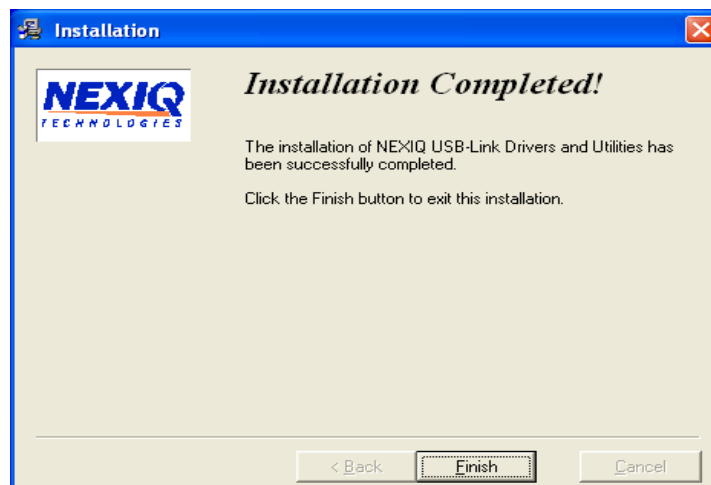 Installation
NEXIQ
TECHNOLOGIES
Installation Completed!
The installation of NEXIQ USB-Link Drivers and Utilities has
been successfully completed.
Click the Finish button to exit this installation.
< Back
Finish
Cancel